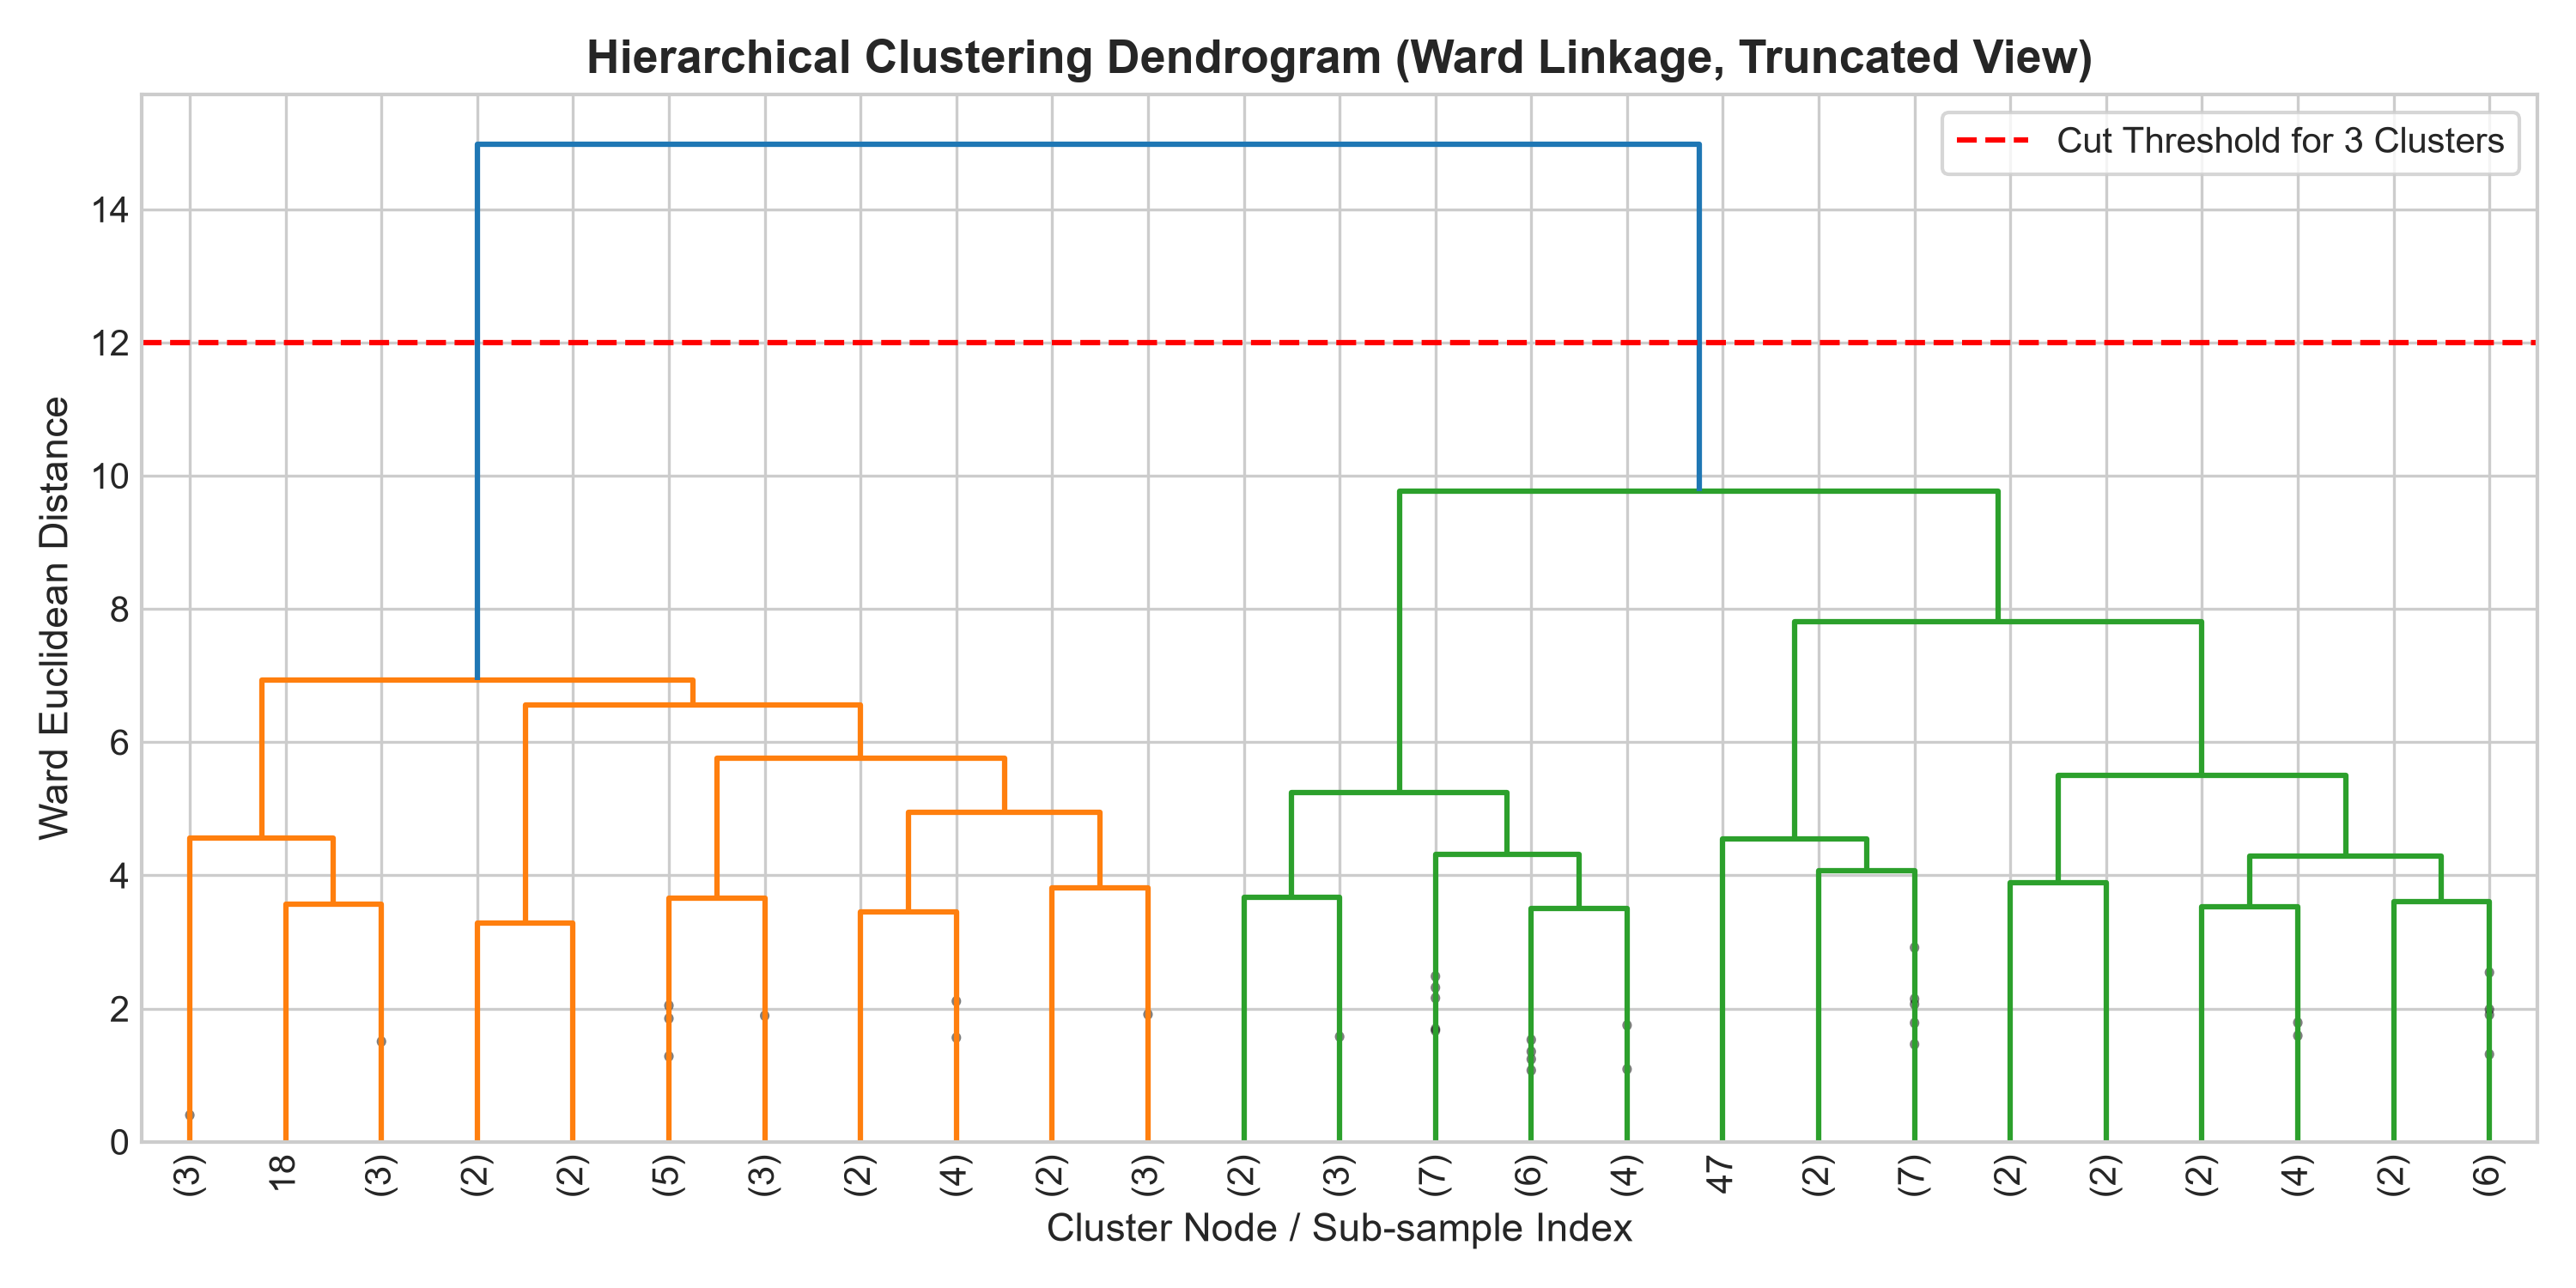 Hierarchical Clustering Dendrogram (Ward Linkage, Truncated View)
Cut Threshold for 3 Clusters
Ward Euclidean Distance
14
12
10
8
6
4
2
0
(3) 18 (3) (2) (2) (5) (3) (2) (4) (2) (3) (2) (3) (7) (6) (4) 47 (2) (7) (2) (2) (2) (4) (2) (6)
Cluster Node / Sub-sample Index